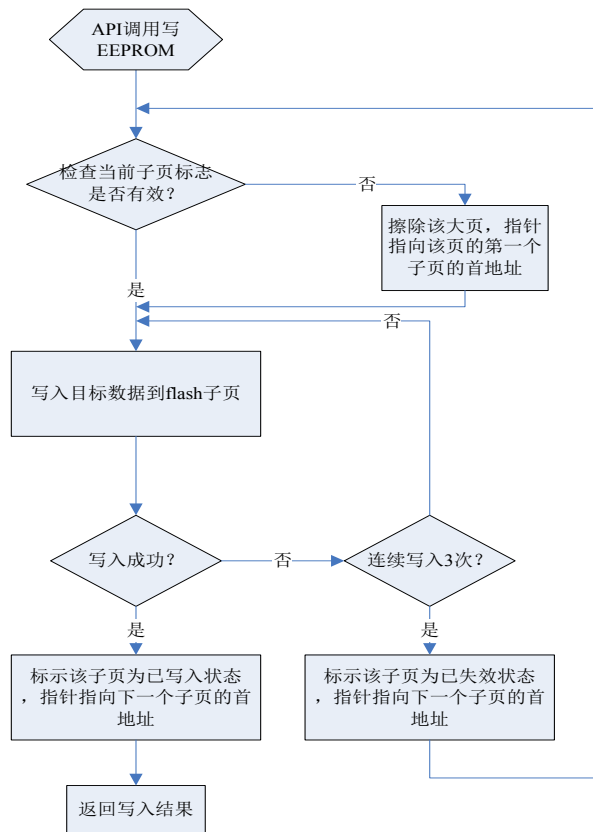 API调用写
EEPROM
检查当前子页标志
是否有效？
否
擦除该大页，指针
指向该页的第一个
子页的首地址
是
否
写入目标数据到flash子页
写入成功？
否
连续写入3次？
是
是
标示该子页为已写入状态
，指针指向下一个子页的首
地址
标示该子页为已失效状态
，指针指向下一个子页的首
地址
返回写入结果